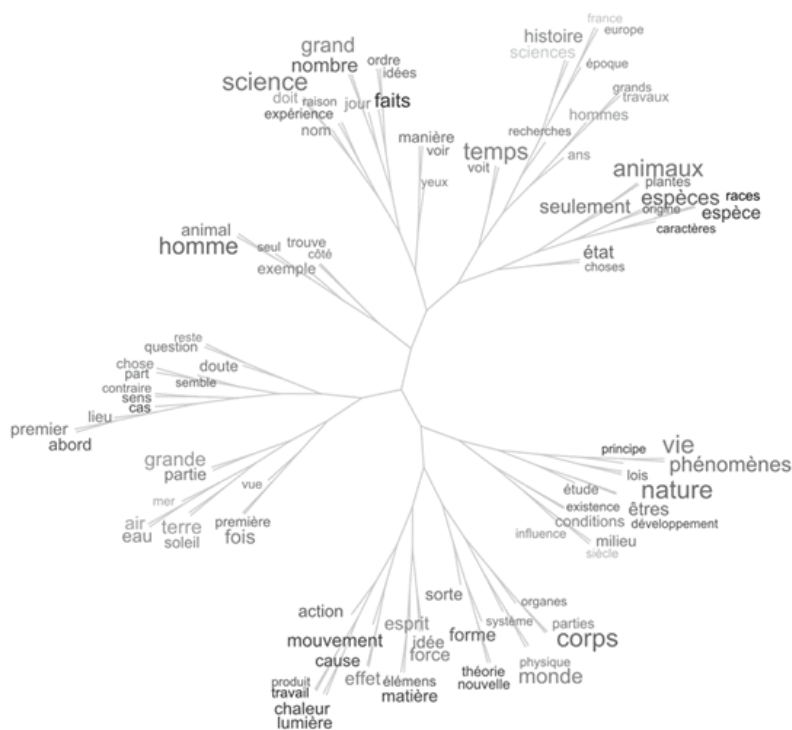 france
europe
histoire
sciences
époque
grand
nombre
ordre
idées
science
doit
raison
jour
faits
expérience
nom
grands
travaux
hommes
recherches
manière
voir
temps
voit
ans
yeux
animaux
plantes
espèces
races
seulement
origine
espèce
caractères
animal
homme
seul
trouve
côté
exemple
état
choses
reste
question
chose
part
doute
semble
contraire
sens
cas
lieu
premier
abord
grande
partie
vue
mer
air
eau
terre
soleil
première
fois
principe
vie
phénomènes
lois
étude
nature
existence
êtres
conditions
développement
influence
milieu
siècle
action
mouvement
cause
produit
travail
chaleur
lumière
effet
esprit
idée
force
élémens
matière
sorte
forme
système
théorie
nouvelle
organes
parties
corps
physique
monde